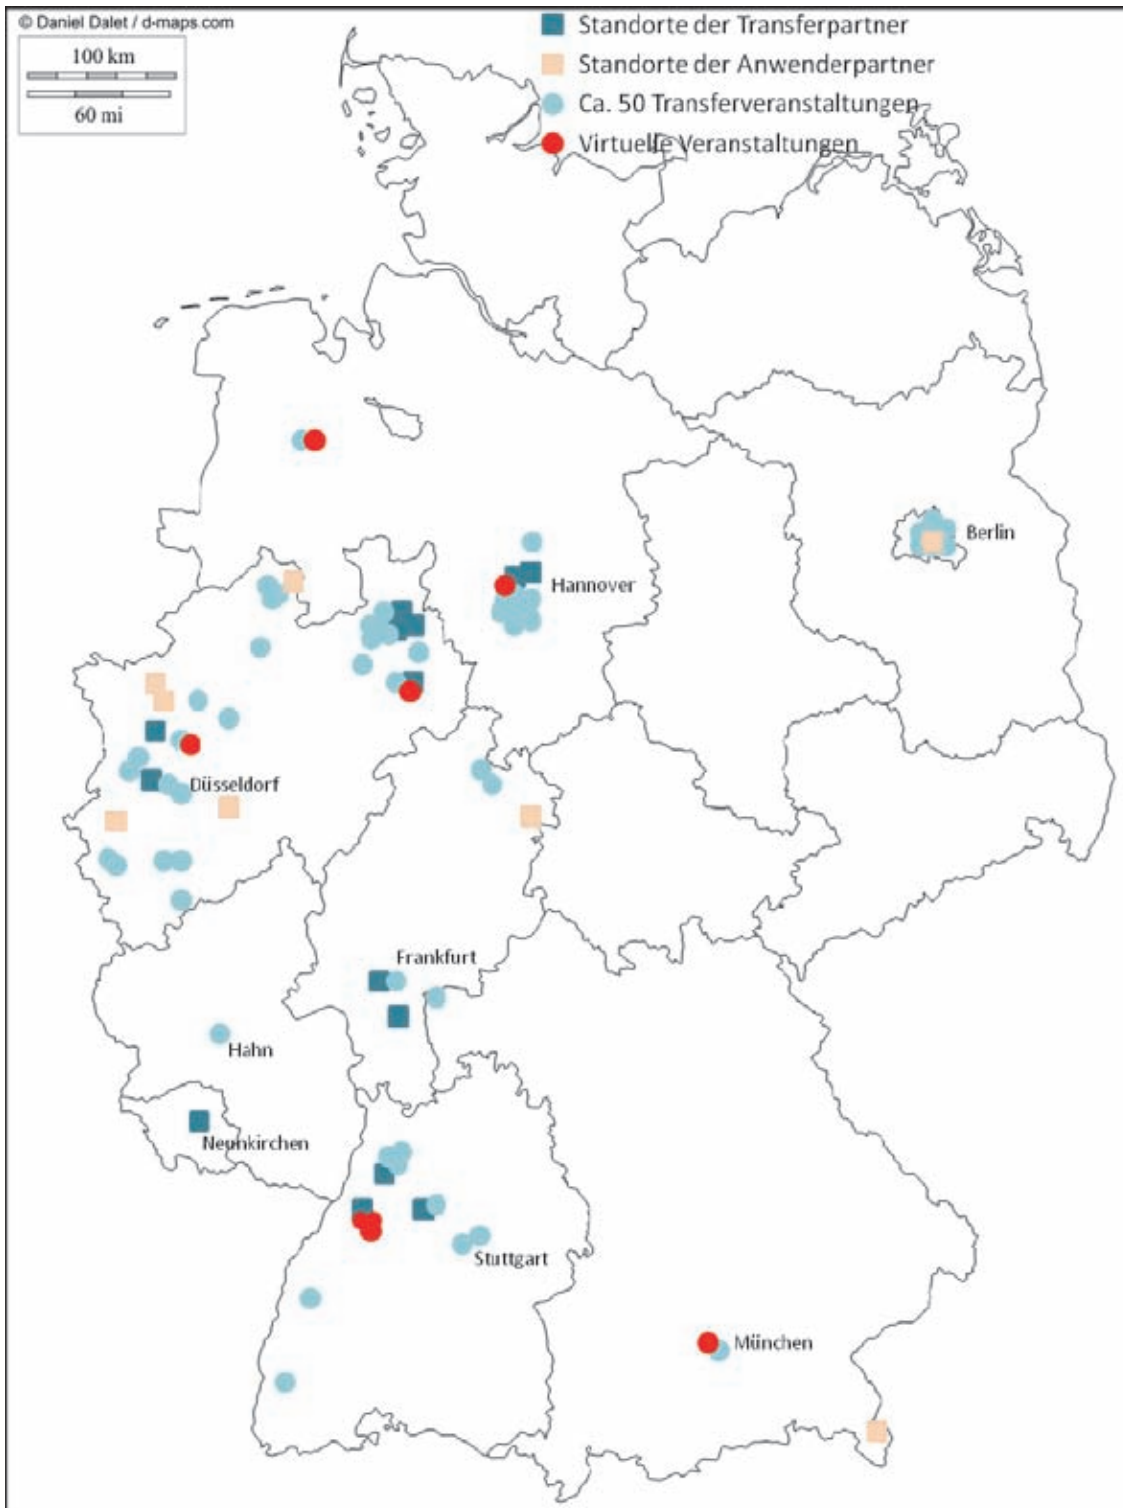 © Daniel Dalet / d-maps.com
100 km
60 mi
Standorte der Transferpartner
Standorte der Anwenderpartner
Ca. 50 Transferveranstaltungen
Virtuelle Veranstaltungen
Berlin
Hannover
Düsseldorf
Frankfurt
Hahn
Neunkirchen
Stuttgart
München